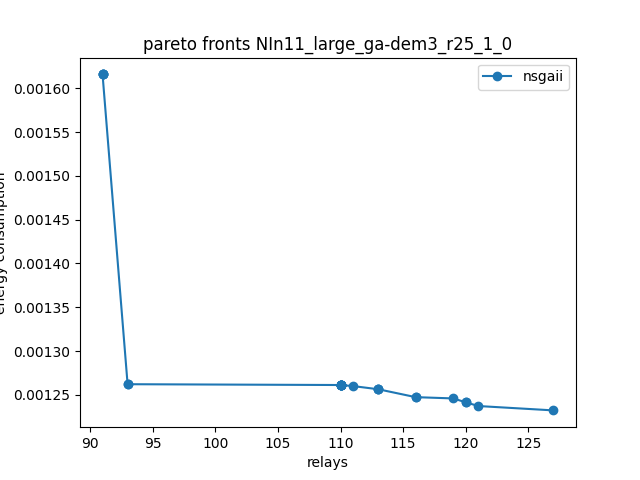 pareto fronts NIn11_large_ga-dem3_r25_1_0
nsgaii
0.00160
0.00155
0.00150
0.00145
0.00140
0.00135
0.00130
0.00125
energy consumption
90 95 100 105 110 115 120 125
relays